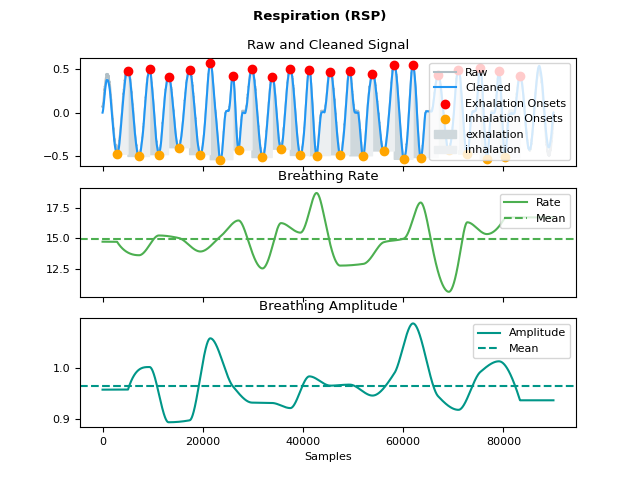 Respiration (RSP)
Raw and Cleaned Signal
0.5
0.0
−0.5
Raw
Cleaned
Exhalation Onsets
Inhalation Onsets
exhalation
inhalation
Breathing Rate
17.5
15.0
12.5
Rate
Mean
Breathing Amplitude
1.0
0.9
Amplitude
Mean
0 20000 40000 60000 80000
Samples